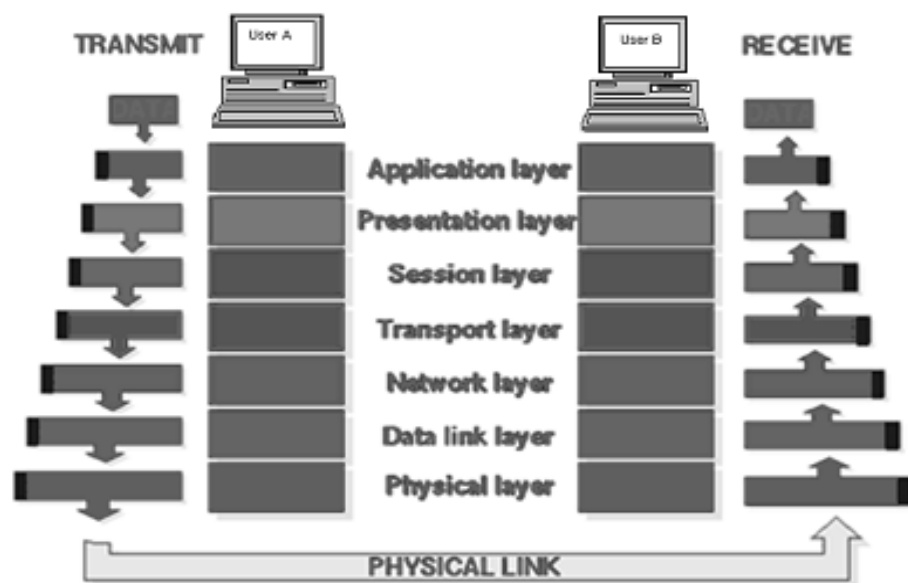 TRANSMIT
User A
User B
RECEIVE
DATA
DATA
Application layer
Presentation layer
Session layer
Transport layer
Network layer
Data link layer
Physical layer
PHYSICAL LINK